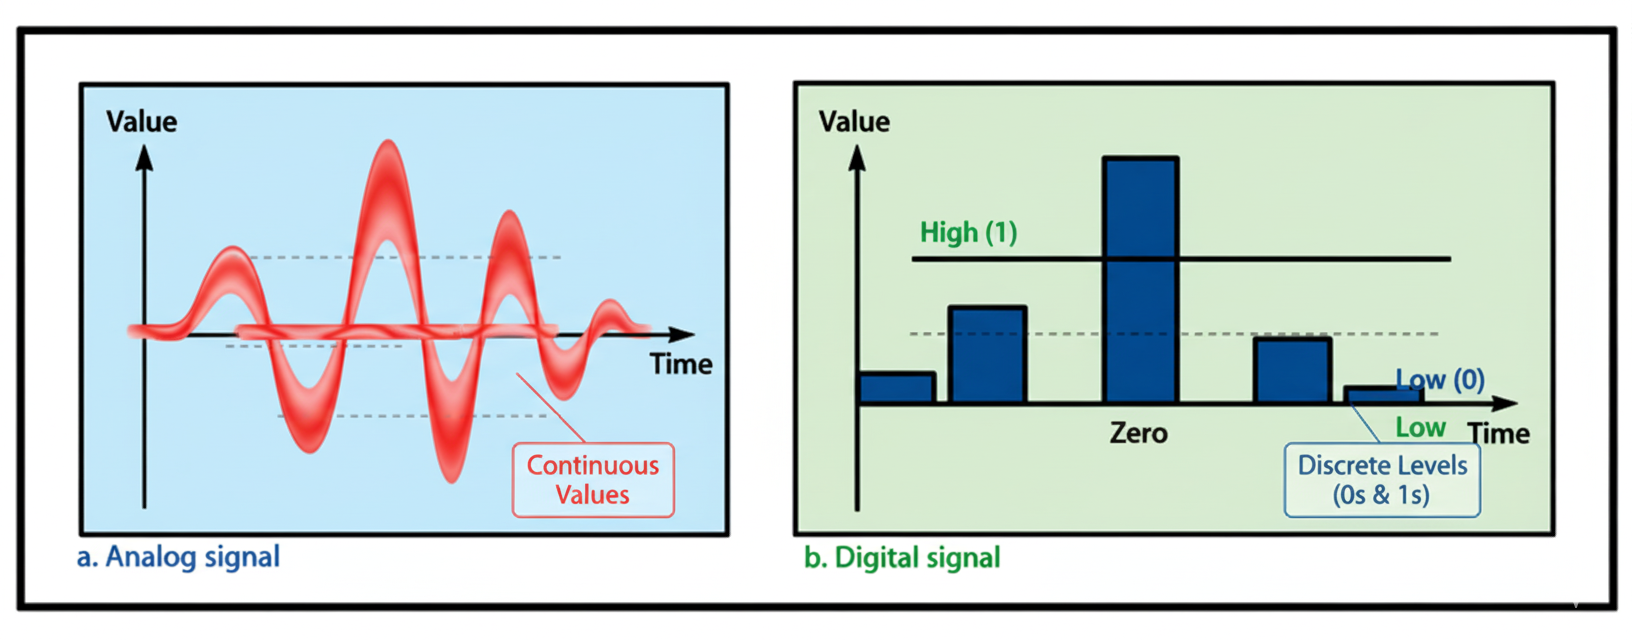 Value
Time
Continuous
Values
a. Analog signal
Value
High (1)
Low (0)
Zero
Low
Time
Discrete Levels
(0s & 1s)
b. Digital signal